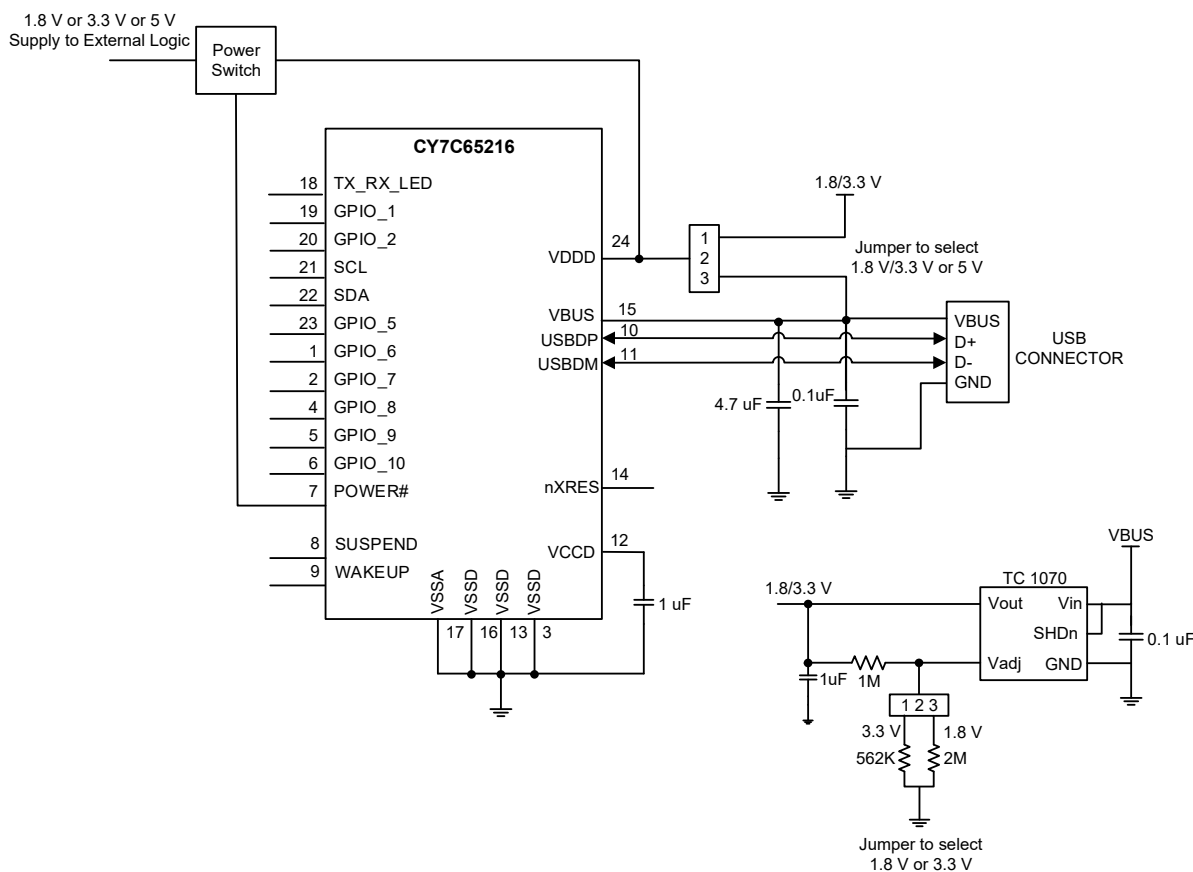 1.8 V or 3.3 V or 5 V
Supply to External Logic
Power
Switch
CY7C65216
18 TX_RX_LED
19 GPIO_1
20 GPIO_2
21 SCL
22 SDA
23 GPIO_5
1 GPIO_6
2 GPIO_7
4 GPIO_8
5 GPIO_9
6 GPIO_10
7 POWER#
8 SUSPEND
9 WAKEUP
VDDD 24
VBUS 15
USBDP 10
USBDM 11
nXRES 14
VCCD 12
VSSA
VSSD
VSSD
VSSD
17 16 13 3
1 uF
1.8/3.3 V
1
2
3
Jumper to select
1.8 V/3.3 V or 5 V
VBUS
D+
D-
GND
USB
CONNECTOR
4.7 uF
0.1uF
VBUS
TC 1070
1.8/3.3 V
Vout Vin
SHDn
Vadj GND
0.1 uF
1uF
1M
1 2 3
3.3 V 1.8 V
562K 2M
Jumper to select
1.8 V or 3.3 V